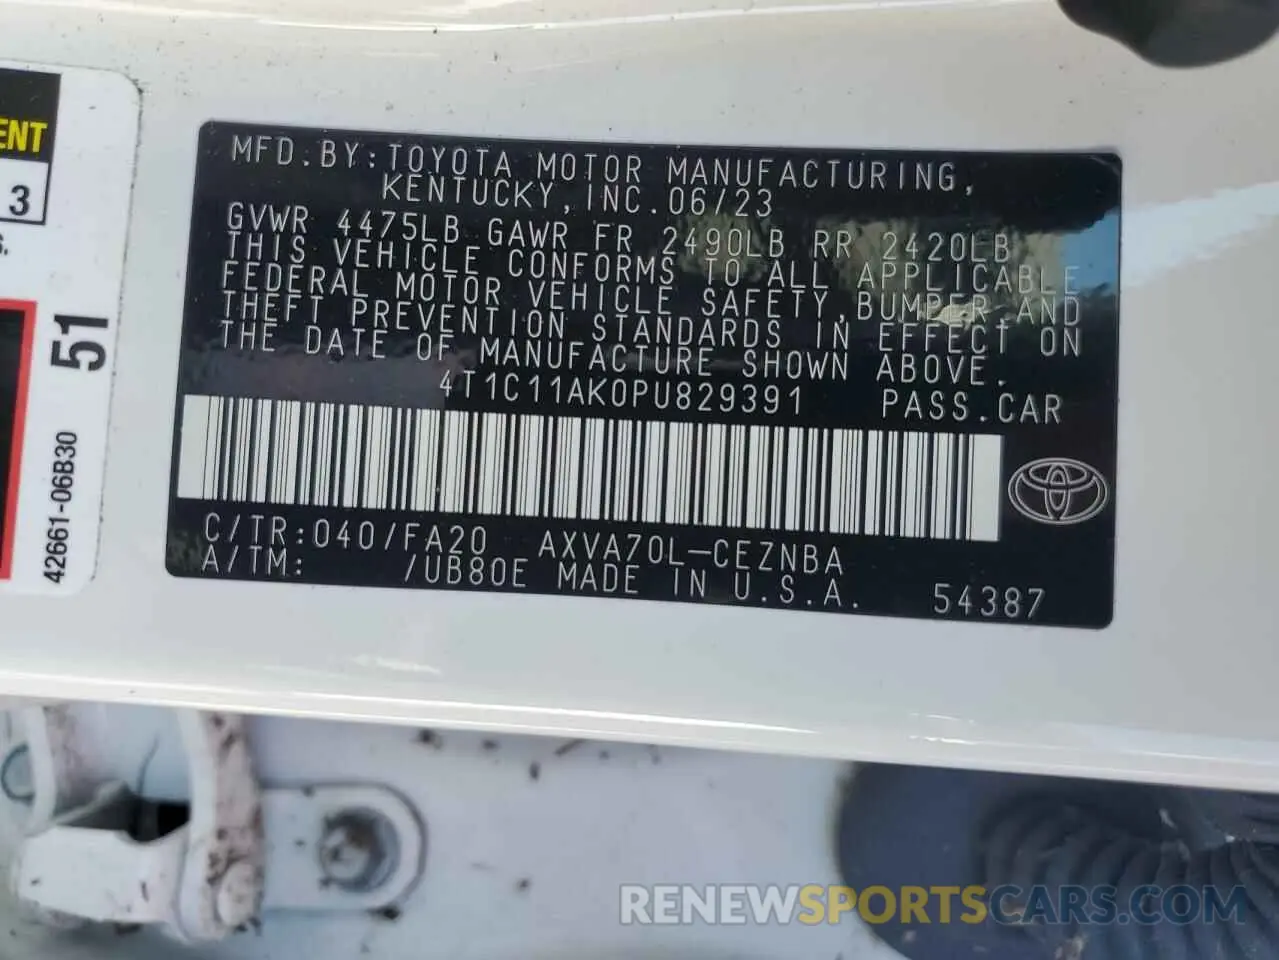 ENT
3
S.
51
42661-06B30
MFD.BY:TOYOTA MOTOR MANUFACTURING,
KENTUCKY, INC.06/23
GVWR 4475LB GAWR FR 2490LB RR 2420LB
THIS VEHICLE CONFORMS TO ALL APPLICABLE
FEDERAL MOTOR VEHICLE SAFETY,BUMPER AND
THEFT PREVENTION STANDARDS IN EFFECT ON
THE DATE OF MANUFACTURE SHOWN ABOVE.
4T1C11AK0PU829391 PASS.CAR
C/TR:040/FA20 AXVA70L-CEZNBA
A/TM: /UB80E MADE IN U.S.A. 54387
RENEWSPORTSCARS.COM